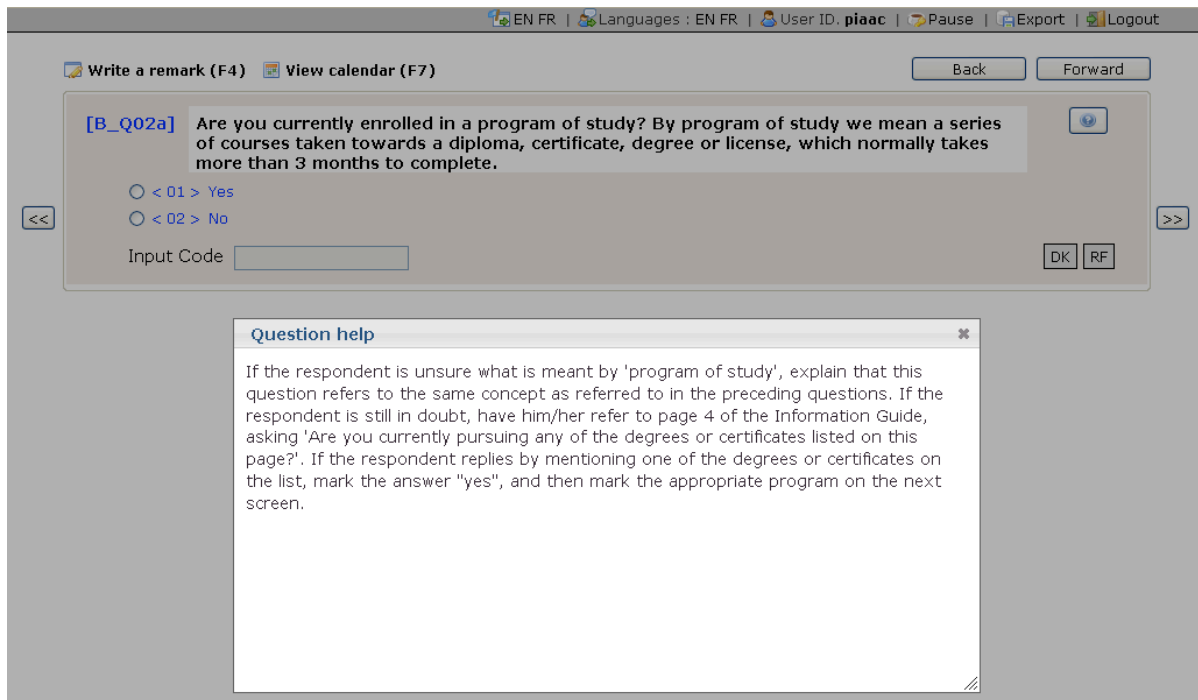 EN FR | Languages : EN FR | User ID. piaac | Pause | Export | Logout
Write a remark (F4) View calendar (F7) Back Forward
[B_Q02a] Are you currently enrolled in a program of study? By program of study we mean a series
of courses taken towards a diploma, certificate, degree or license, which normally takes
more than 3 months to complete.
< 01 > Yes
<< < 02 > No >>
Input Code DK RF
Question help
If the respondent is unsure what is meant by 'program of study', explain that this
question refers to the same concept as referred to in the preceding questions. If the
respondent is still in doubt, have him/her refer to page 4 of the Information Guide,
asking 'Are you currently pursuing any of the degrees or certificates listed on this
page?'. If the respondent replies by mentioning one of the degrees or certificates on
the list, mark the answer "yes", and then mark the appropriate program on the next
screen.